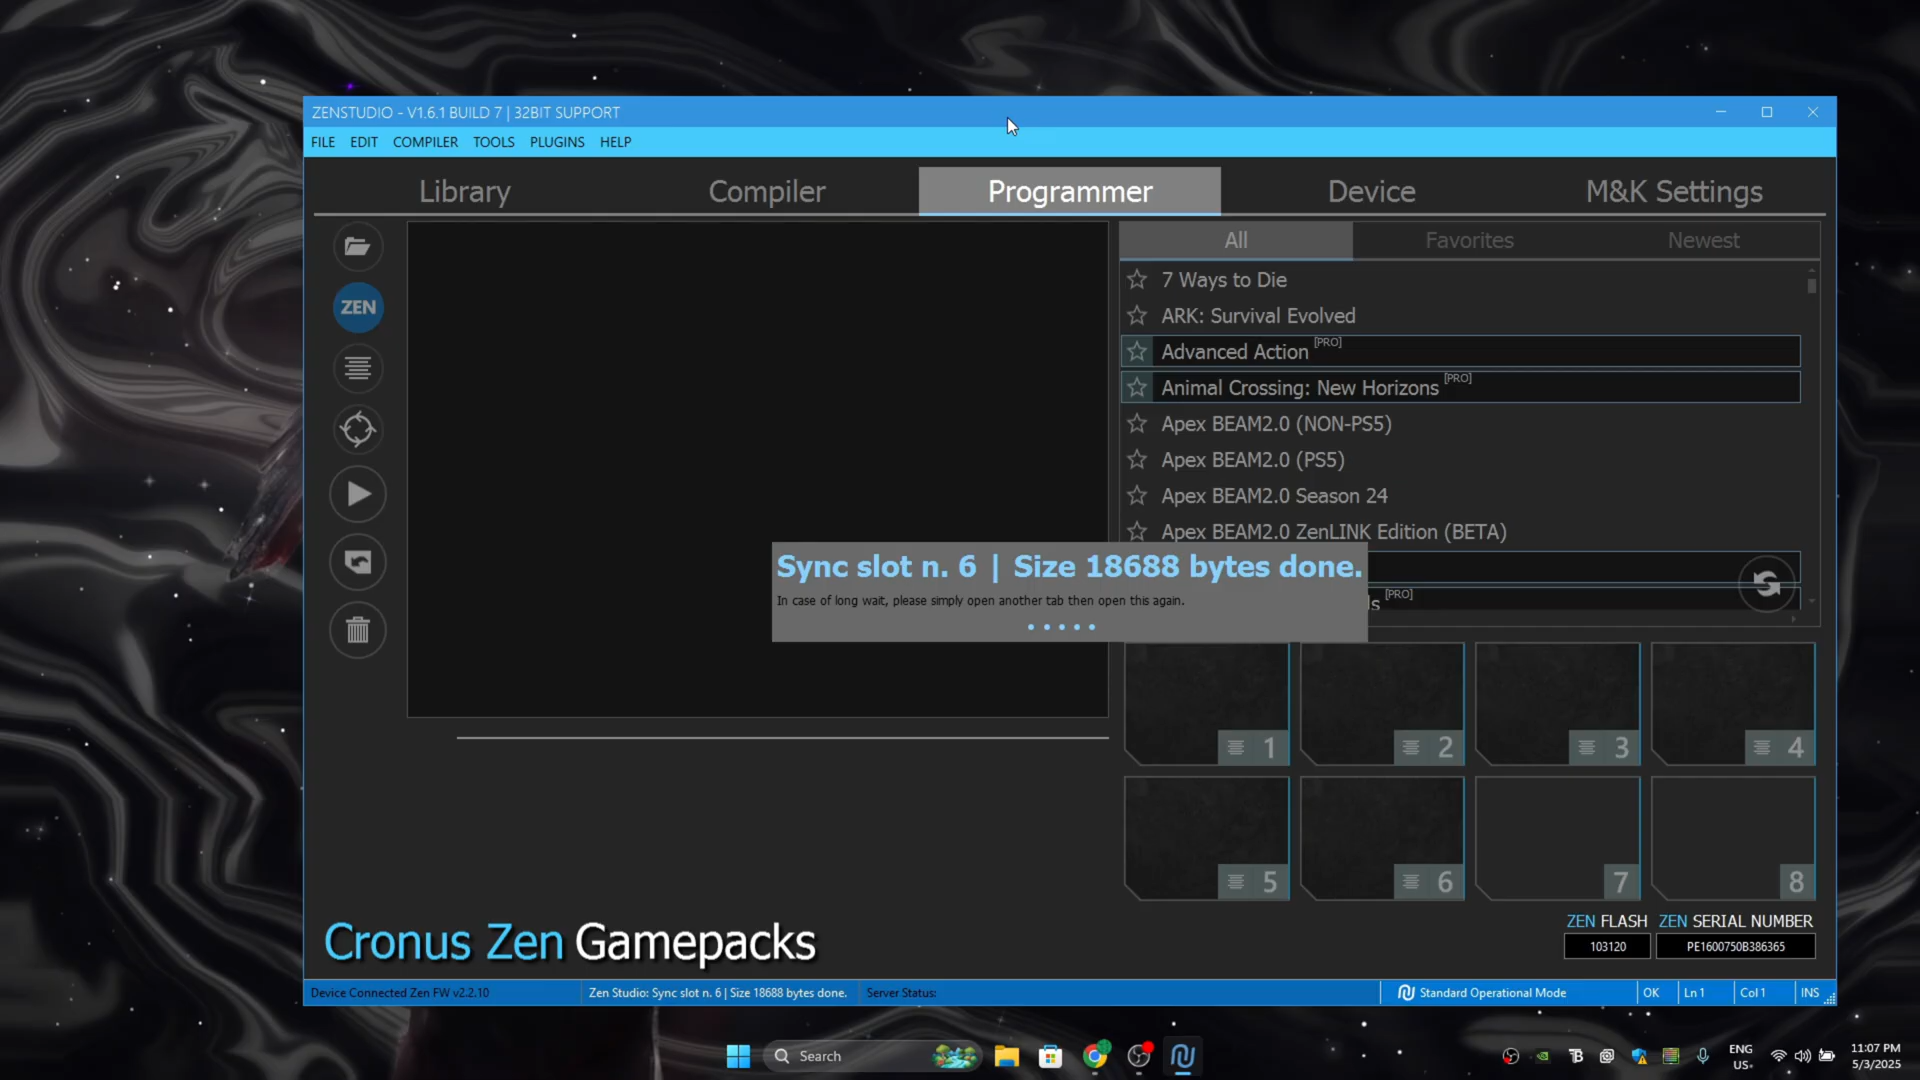 ZENSTUDIO - V1.6.1 BUILD 7 | 32BIT SUPPORT
FILE EDIT COMPILER TOOLS PLUGINS HELP
Library Compiler Programmer Device M&K Settings
All Favorites Newest
ZEN
7 Ways to Die
ARK: Survival Evolved
Advanced Action [PRO]
Animal Crossing: New Horizons [PRO]
Apex BEAM2.0 (NON-PS5)
Apex BEAM2.0 (PS5)
Apex BEAM2.0 Season 24
Apex BEAM2.0 ZenLINK Edition (BETA)
Sync slot n. 6 | Size 18688 bytes done.
In case of long wait, please simply open another tab then open this again.
[PRO]
1 2 3 4
5 6 7 8
Cronus Zen Gamepacks
ZEN FLASH ZEN SERIAL NUMBER
103120 PE1600750B386365
Device Connected Zen FW v2.2.10 Zen Studio: Sync slot n. 6 | Size 18688 bytes done. Server Status: Standard Operational Mode OK Ln 1 Col 1 INS
Search
ENG
US
11:07 PM
5/3/2025